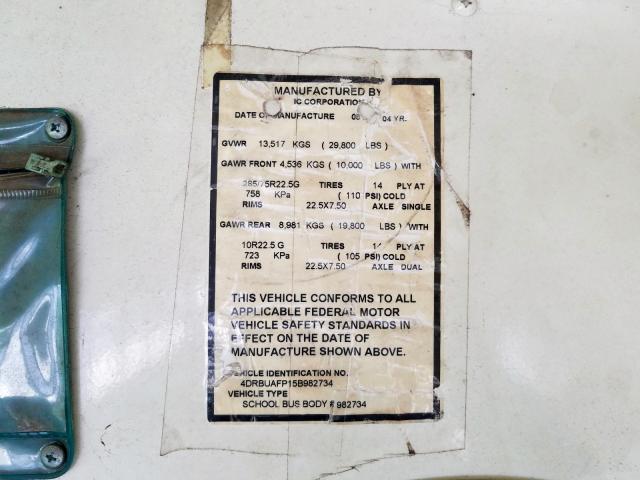 MANUFACTURED BY
IC CORPORATION
DATE OF MANUFACTURE 08 04 YR.
GVWR 13,517 KGS ( 29,800 LBS )
GAWR FRONT 4,536 KGS ( 10,000 LBS ) WITH
285/75R22.5G TIRES 14 PLY AT
758 KPa ( 110 PSI) COLD
RIMS 22.5X7.50 AXLE SINGLE
GAWR REAR 8,981 KGS ( 19,800 LBS ) WITH
10R22.5 G TIRES 14 PLY AT
723 KPa ( 105 PSI) COLD
RIMS 22.5X7.50 AXLE DUAL
THIS VEHICLE CONFORMS TO ALL
APPLICABLE FEDERAL MOTOR
VEHICLE SAFETY STANDARDS IN
EFFECT ON THE DATE OF
MANUFACTURE SHOWN ABOVE.
VEHICLE IDENTIFICATION NO.
4DRBUAFP15B982734
VEHICLE TYPE
SCHOOL BUS BODY # 982734